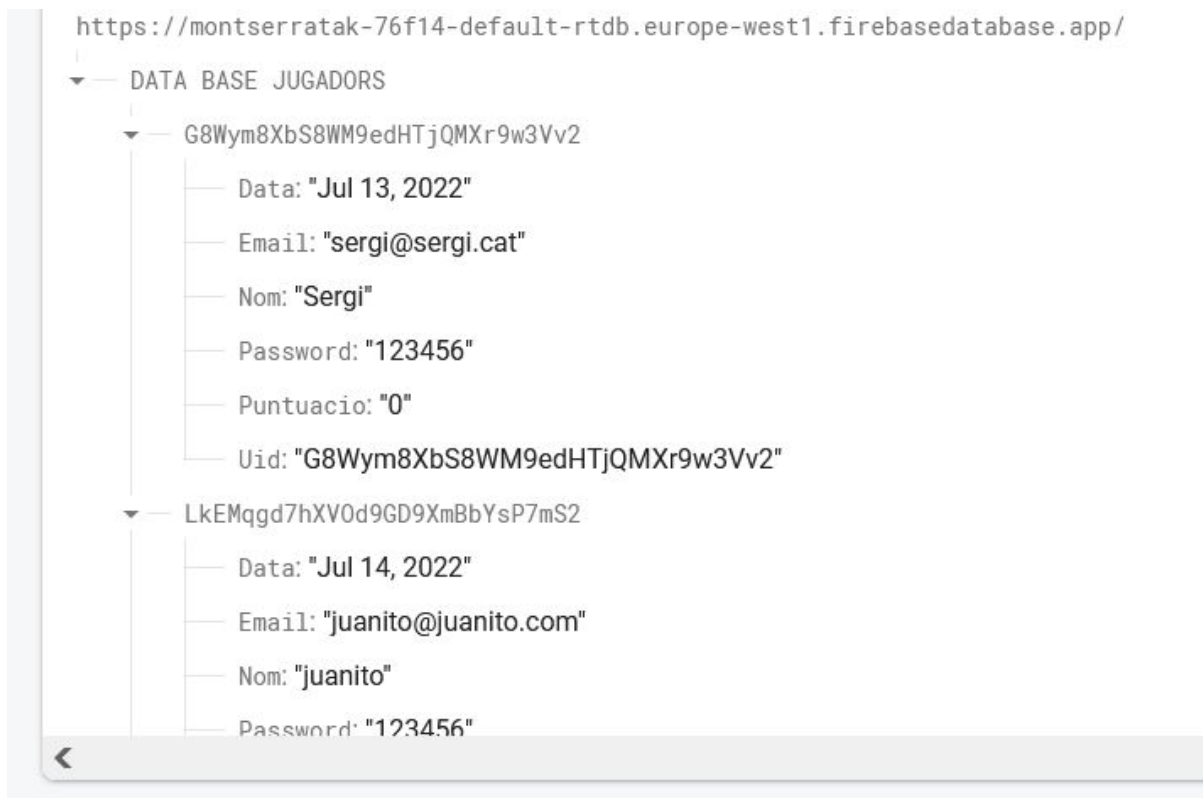 https://montserratak-76f14-default-rtdb.europe-west1.firebasedatabase.app/
DATA BASE JUGADORS
G8Wym8XbS8WM9edHTjQMXr9w3Vv2
Data: "Jul 13, 2022"
Email: "sergi@sergi.cat"
Nom: "Sergi"
Password: "123456"
Puntuacio: "0"
Uid: "G8Wym8XbS8WM9edHTjQMXr9w3Vv2"
LkEMqgd7hXVOd9GD9XmBbYsP7mS2
Data: "Jul 14, 2022"
Email: "juanito@juanito.com"
Nom: "juanito"
Password: "123456"